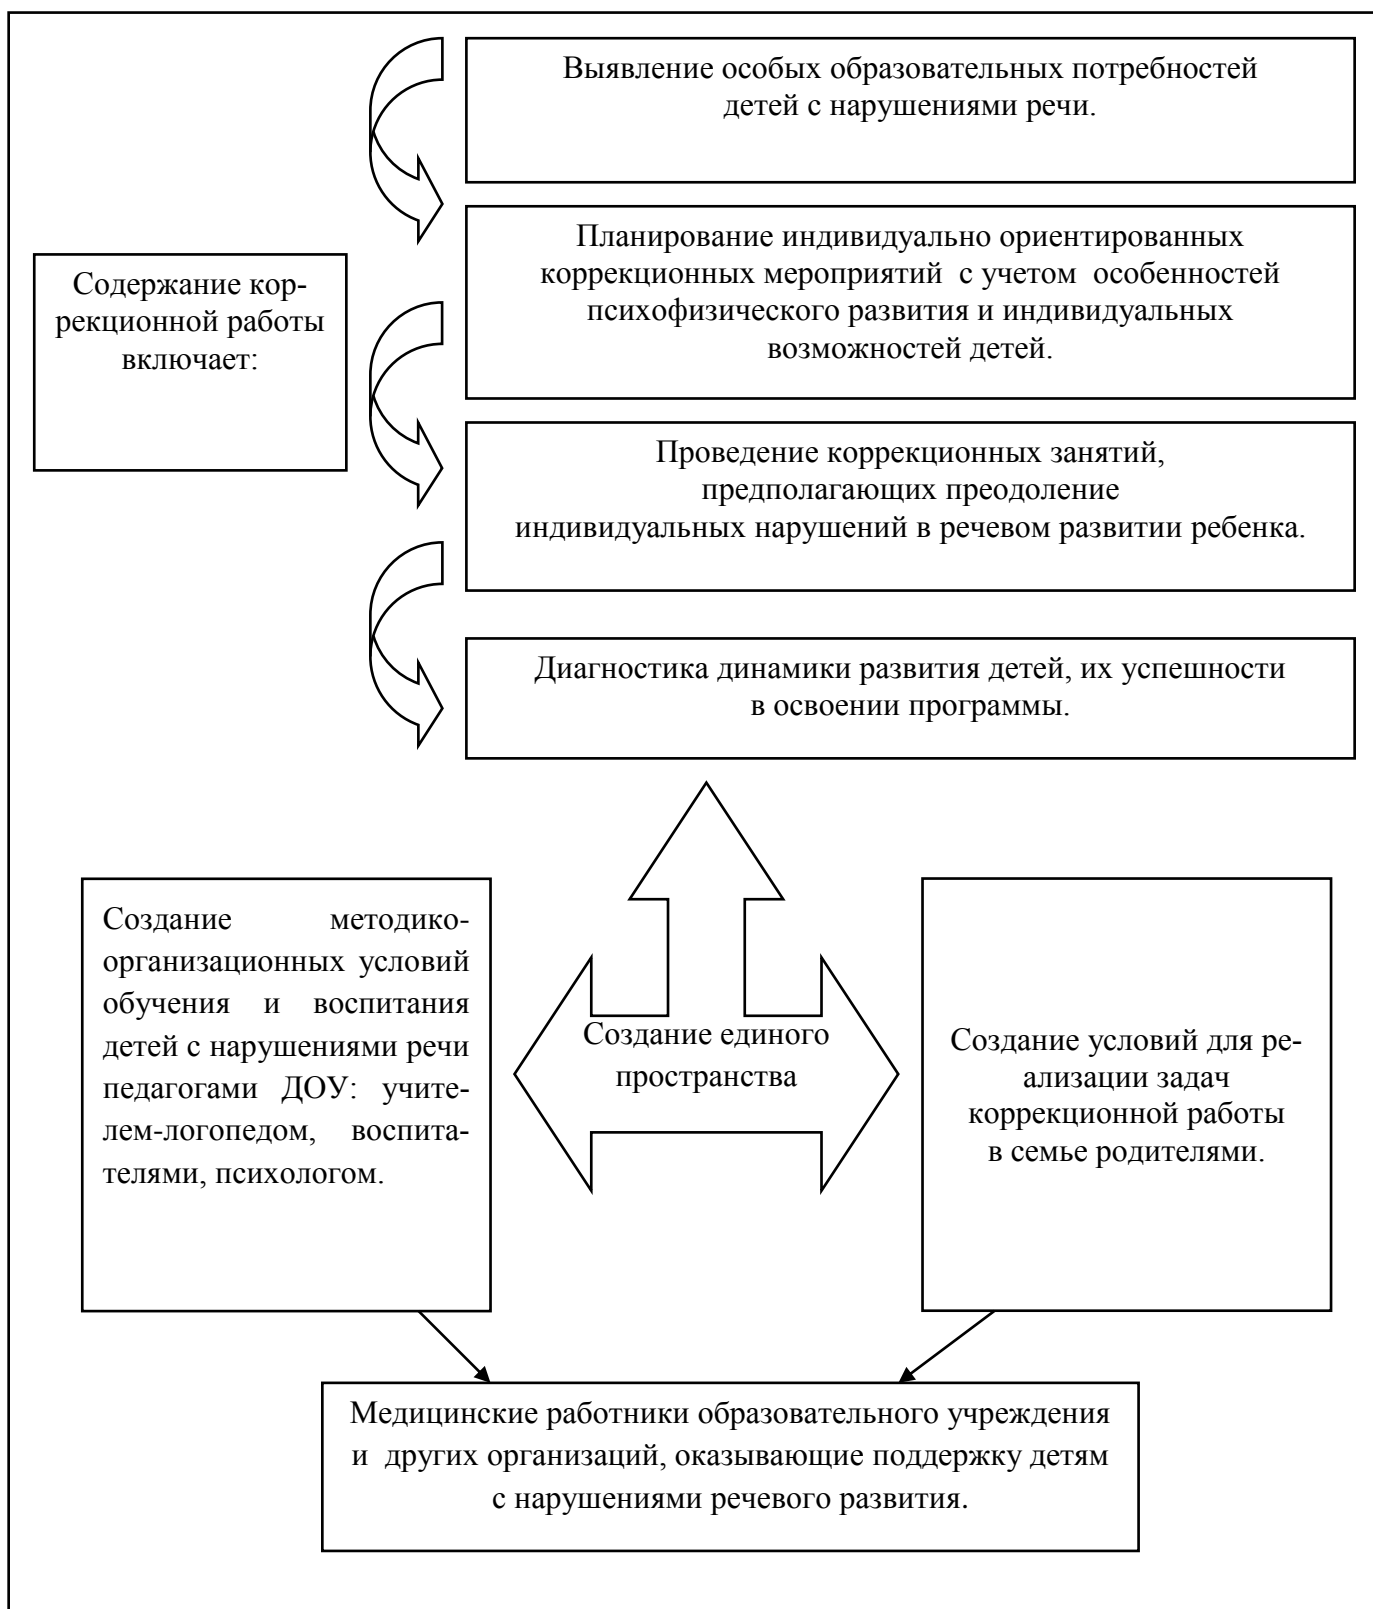 Выявление особых образовательных потребностей
детей с нарушениями речи.
Планирование индивидуально ориентированных
коррекционных мероприятий с учетом особенностей
психофизического развития и индивидуальных
возможностей детей.
Содержание кор-
рекционной работы
включает:
Проведение коррекционных занятий,
предполагающих преодоление
индивидуальных нарушений в речевом развитии ребенка.
Диагностика динамики развития детей, их успешности
в освоении программы.
Создание методико-
организационных условий
обучения и воспитания
детей с нарушениями речи
педагогами ДОУ: учите-
лем-логопедом, воспита-
телями, психологом.
Создание единого
пространства
Создание условий для ре-
ализации задач
коррекционной работы
в семье родителями.
Медицинские работники образовательного учреждения
и других организаций, оказывающие поддержку детям
с нарушениями речевого развития.